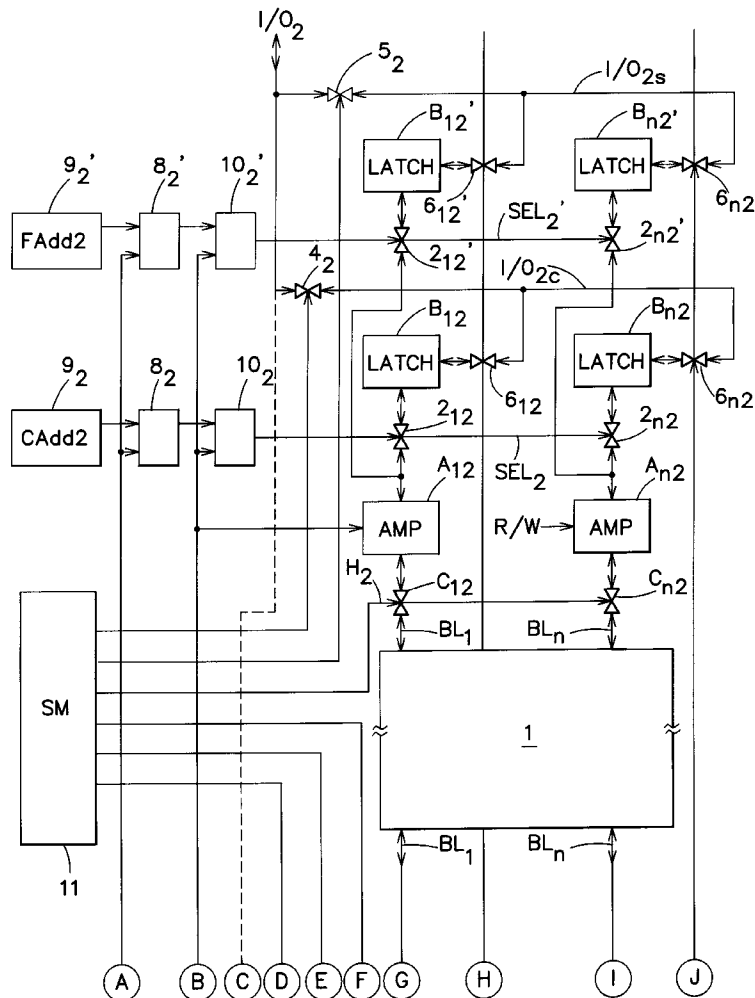 I/O₂
5₂
I/O₂s
B₁₂'
Bn₂'
9₂'
8₂'
10₂'
LATCH
LATCH
6₁₂'
6n₂
FAdd2
SEL₂'
2₁₂'
2n₂'
4₂
I/O₂c
B₁₂
Bn₂
9₂
8₂
10₂
LATCH
LATCH
6₁₂
6n₂
CAdd2
2₁₂
2n₂
SEL₂
A₁₂
An₂
AMP
R/W
AMP
H₂
C₁₂
Cn₂
BL₁
BLn
SM
1
11
BL₁
BLn
A B C D E F G H I J